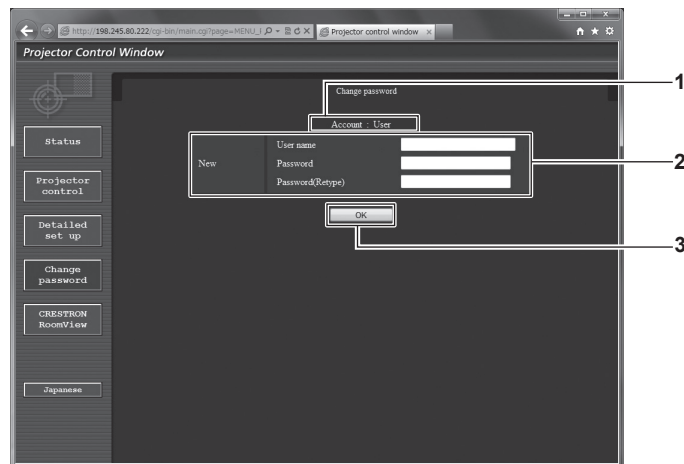 http://198.245.80.222/cgi-bin/main.cgi?page=MENU_
Projector control window
Projector Control Window
Change password
1
Account : User
2
New
User name
Password
Password(Retype)
OK
3
Status
Projector
control
Detailed
set up
Change
password
CRESTRON
RoomView
Japanese